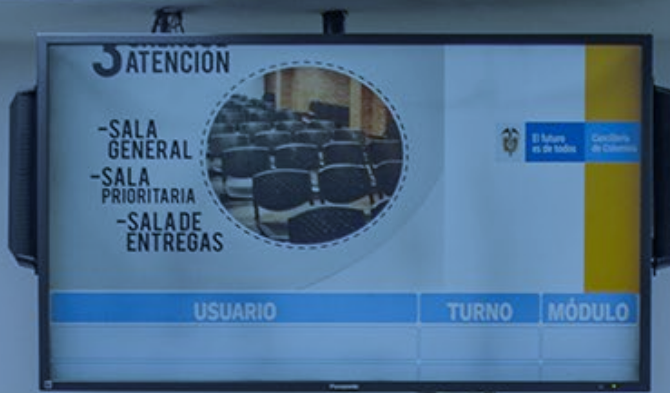 3
ATENCIÓN
-SALA
GENERAL
-SALA
PRIORITARIA
-SALA DE
ENTREGAS
El futuro
es de todos
Cancillería
de Colombia
USUARIO
TURNO
MÓDULO
Panasonic